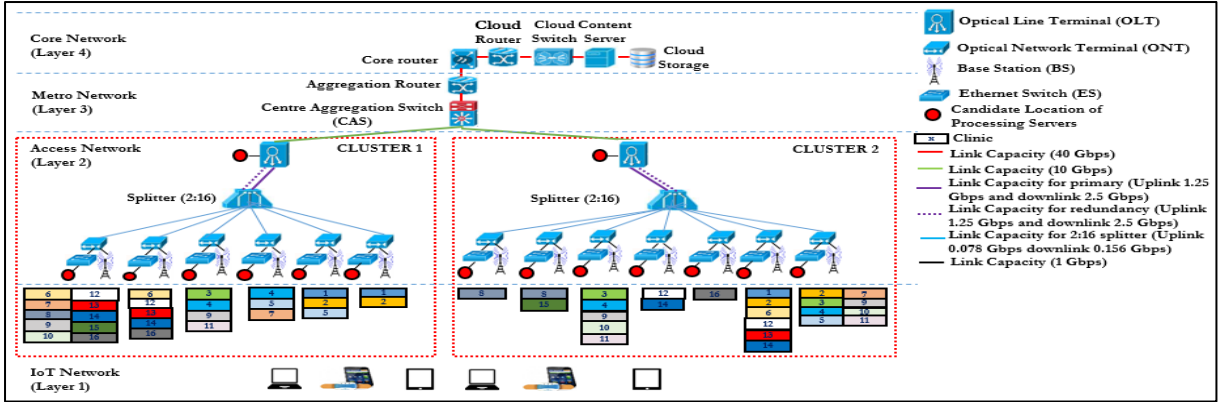 Core Network
(Layer 4)
Cloud
Router
Cloud
Switch
Content
Server
Core router
Cloud
Storage
Metro Network
(Layer 3)
Aggregation Router
Centre Aggregation Switch
(CAS)
Access Network
(Layer 2)
CLUSTER 1
CLUSTER 2
Splitter (2:16)
Splitter (2:16)
6 12
7 13
8 14
9 15
10 16
6
12
13
14
16
3
4
9
11
4
5
7
1
2
5
1
2
8
8
15
3
4
9
10
11
12
14
16
1
2
6
12
13
14
2 7
3 9
4 10
5 11
IoT Network
(Layer 1)
Optical Line Terminal (OLT)
Optical Network Terminal (ONT)
Base Station (BS)
Ethernet Switch (ES)
Candidate Location of
Processing Servers
x Clinic
Link Capacity (40 Gbps)
Link Capacity (10 Gbps)
Link Capacity for primary (Uplink 1.25
Gbps and downlink 2.5 Gbps)
Link Capacity for redundancy (Uplink
1.25 Gbps and downlink 2.5 Gbps)
Link Capacity for 2:16 splitter (Uplink
0.078 Gbps downlink 0.156 Gbps)
Link Capacity (1 Gbps)